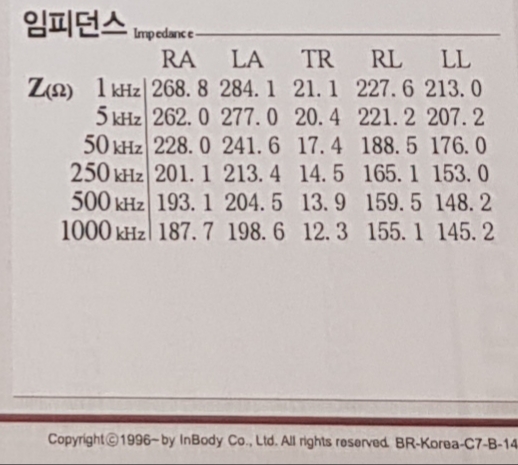 임피던스 Impedance
RA LA TR RL LL
Z(Ω) 1 kHz 268.8 284.1 21.1 227.6 213.0
5 kHz 262.0 277.0 20.4 221.2 207.2
50 kHz 228.0 241.6 17.4 188.5 176.0
250 kHz 201.1 213.4 14.5 165.1 153.0
500 kHz 193.1 204.5 13.9 159.5 148.2
1000 kHz 187.7 198.6 12.3 155.1 145.2
Copyright©1996~ by InBody Co., Ltd. All rights reserved. BR-Korea-C7-B-14